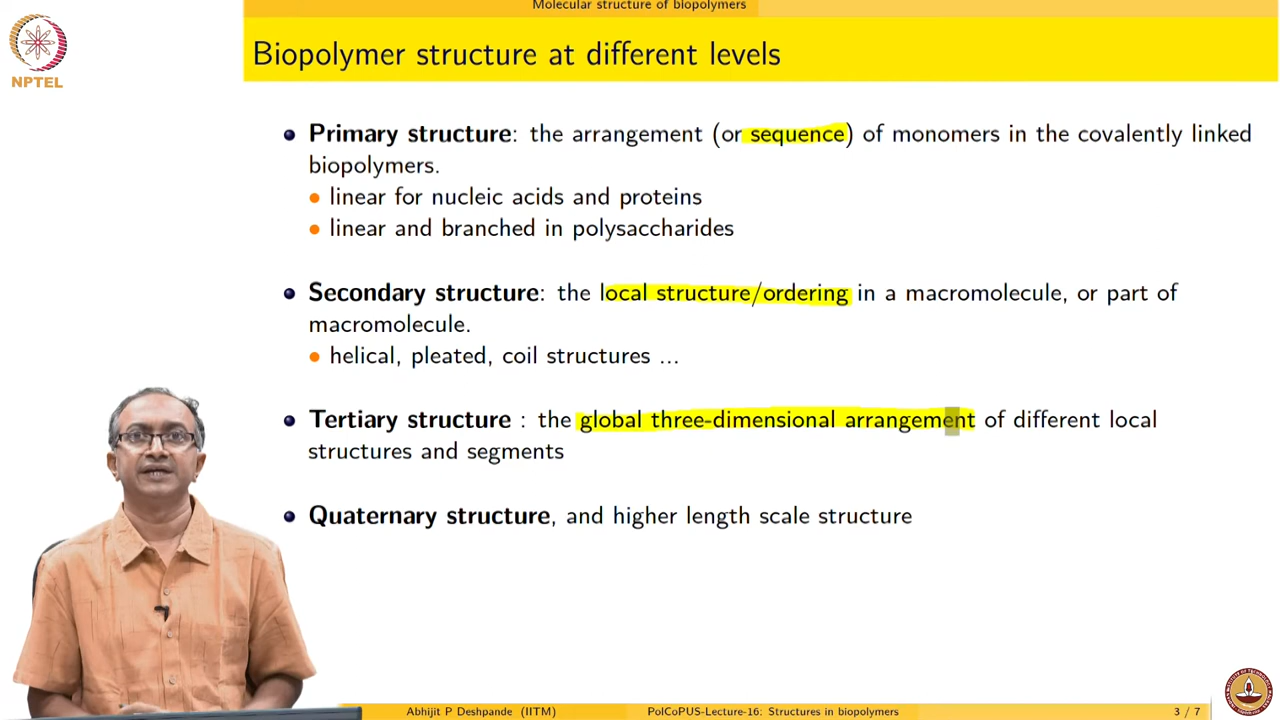 Molecular structure of biopolymers
NPTEL
Biopolymer structure at different levels
Primary structure: the arrangement (or sequence) of monomers in the covalently linked
biopolymers.
linear for nucleic acids and proteins
linear and branched in polysaccharides
Secondary structure: the local structure/ordering in a macromolecule, or part of
macromolecule.
helical, pleated, coil structures ...
Tertiary structure : the global three-dimensional arrangement of different local
structures and segments
Quaternary structure, and higher length scale structure
Abhijit P Deshpande (IITM) PolCoPUS-Lecture-16: Structures in biopolymers 3 / 7